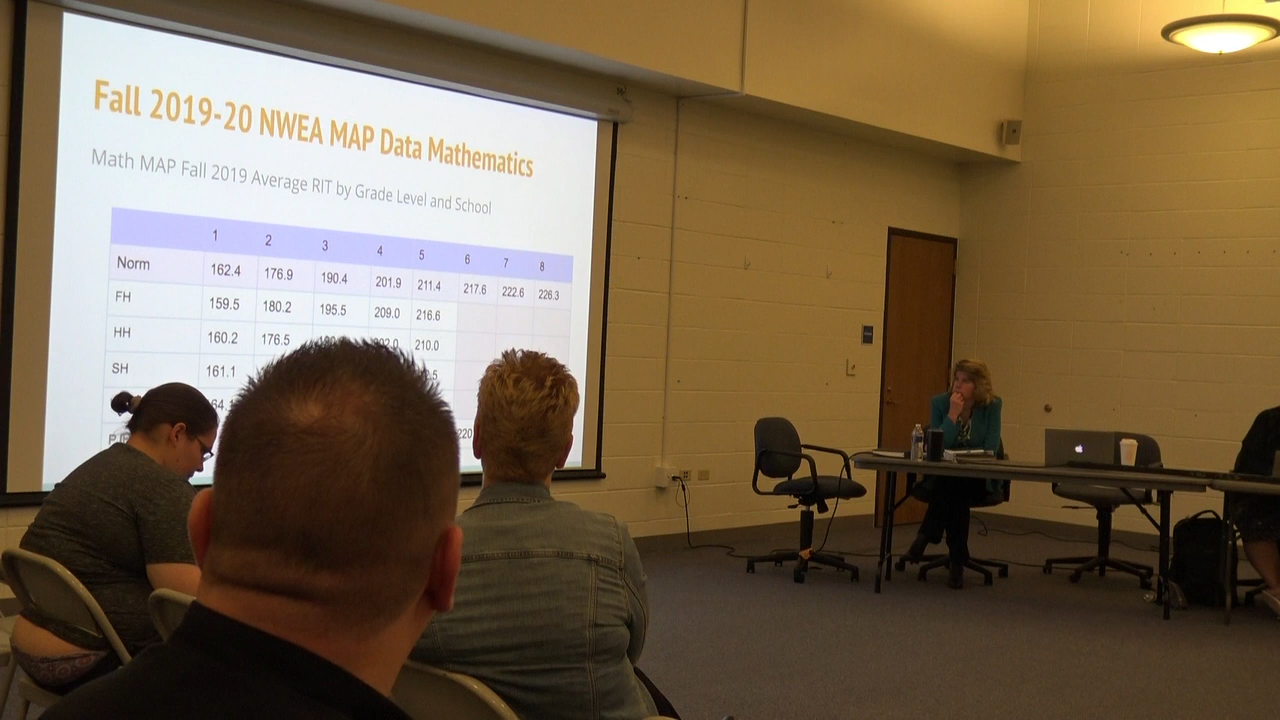 Fall 2019-20 NWEA MAP Data Mathematics
Math MAP Fall 2019 Average RIT by Grade Level and School
1 2 3 4 5 6 7 8
Norm 162.4 176.9 190.4 201.9 211.4 217.6 222.6 226.3
FH 159.5 180.2 195.5 209.0 216.6
HH 160.2 176.5 210.0
SH 161.1